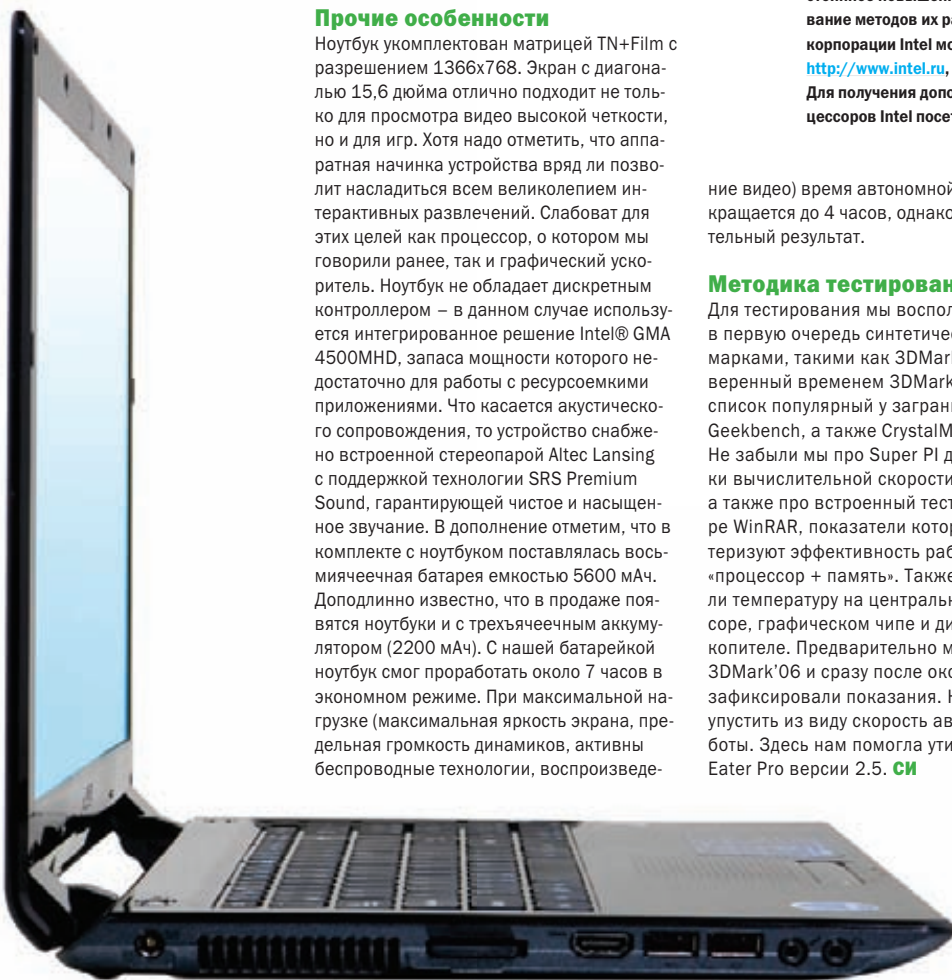 Прочие особенности
Ноутбук укомплектован матрицей TN+Film с
разрешением 1366x768. Экран с диагона-
лью 15,6 дюйма отлично подходит не толь-
ко для просмотра видео высокой четкости,
но и для игр. Хотя надо отметить, что аппа-
ратная начинка устройства вряд ли позво-
лит насладиться всем великолепием ин-
терактивных развлечений. Слабоват для
этих целей как процессор, о котором мы
говорили ранее, так и графический уско-
ритель. Ноутбук не обладает дискретным
контроллером – в данном случае использу-
ется интегрированное решение Intel® GMA
4500MHD, запаса мощности которого не-
достаточно для работы с ресурсоемкими
приложениями. Что касается акустическо-
го сопровождения, то устройство снабже-
но встроенной стереопарой Altec Lansing
с поддержкой технологии SRS Premium
Sound, гарантирующей чистое и насыщен-
ное звучание. В дополнение отметим, что в
комплекте с ноутбуком поставлялась вось-
миячеечная батарея емкостью 5600 мАч.
Доподлинно известно, что в продаже поя-
вятся ноутбуки и с трехъячеечным аккуму-
лятором (2200 мАч). С нашей батарейкой
ноутбук смог проработать около 7 часов в
экономном режиме. При максимальной на-
грузке (максимальная яркость экрана, пре-
дельная громкость динамиков, активны
беспроводные технологии, воспроизведе-
вание методов их ра
корпорации Intel мо
http://www.intel.ru,
Для получения допо
цессоров Intel посет
ние видео) время автономной
кращается до 4 часов, однако
тельный результат.
Методика тестирован
Для тестирования мы воспол
в первую очередь синтетичес
марками, такими как 3DMark
веренный временем 3DMark
список популярный у загран
Geekbench, а также CrystalM
Не забыли мы про Super PI д
ки вычислительной скорости
а также про встроенный тест
ре WinRAR, показатели котор
теризуют эффективность раб
«процессор + память». Также
ли температуру на центральн
соре, графическом чипе и ди
копителе. Предварительно м
3DMark’06 и сразу после око
зафиксировали показания. Н
упустить из виду скорость ав
боты. Здесь нам помогла ути
Eater Pro версии 2.5. СИ